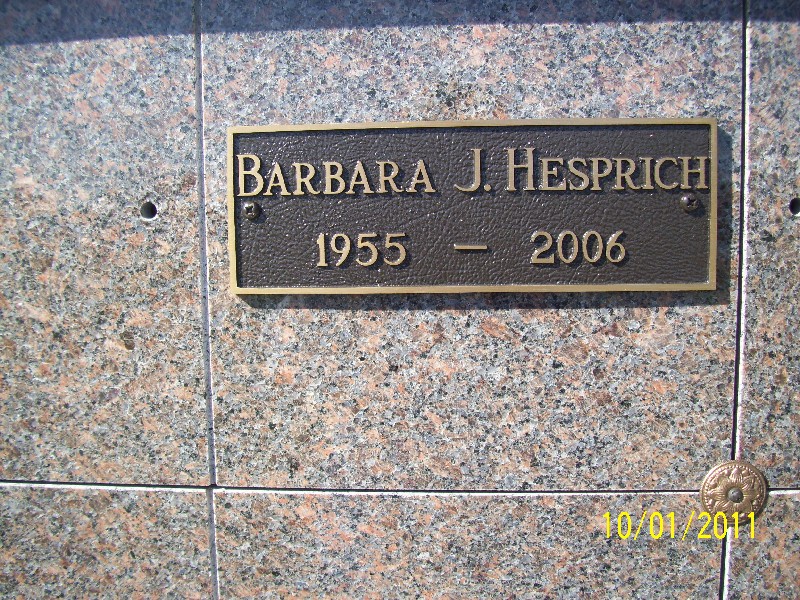 BARBARA J. HESPRICH
1955 — 2006
10/01/2011